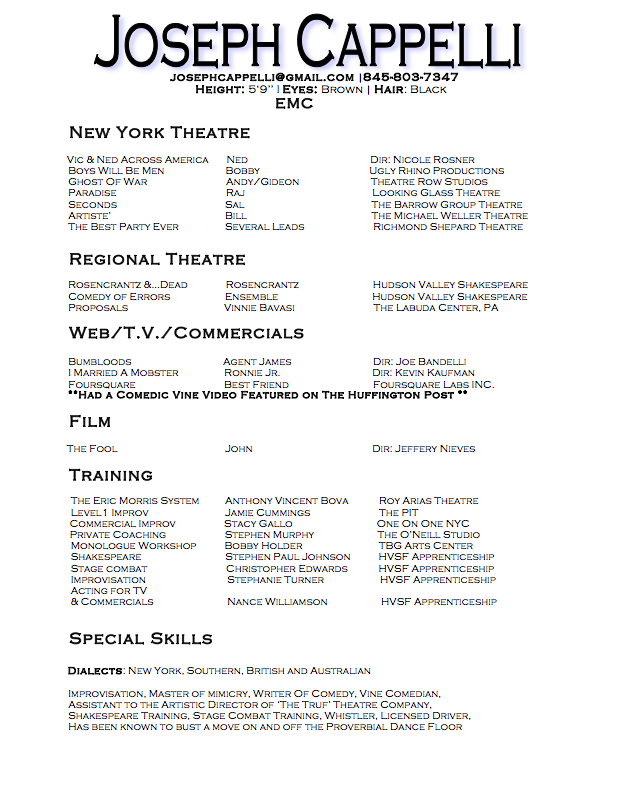 Joseph Cappelli
josephcappelli@gmail.com |845-803-7347
Height: 5'9'' | Eyes: Brown | Hair: Black
EMC
New York Theatre
Vic & Ned Across America Ned Dir: Nicole Rosner
Boys Will Be Men Bobby Ugly Rhino Productions
Ghost Of War Andy/Gideon Theatre Row Studios
Paradise Raj Looking Glass Theatre
Seconds Sal The Barrow Group Theatre
Artiste' Bill The Michael Weller Theatre
The Best Party Ever Several Leads Richmond Shepard Theatre
Regional Theatre
Rosencrantz &...Dead Rosencrantz Hudson Valley Shakespeare
Comedy of Errors Ensemble Hudson Valley Shakespeare
Proposals Vinnie Bavasi The Labuda Center, PA
Web/T.V./Commercials
Bumbloods Agent James Dir: Joe Bandelli
I Married A Mobster Ronnie Jr. Dir: Kevin Kaufman
Foursquare Best Friend Foursquare Labs INC.
**Had a Comedic Vine Video Featured on The Huffington Post **
Film
The Fool John Dir: Jeffery Nieves
Training
The Eric Morris System Anthony Vincent Bova Roy Arias Theatre
Level1 Improv Jamie Cummings The PIT
Commercial Improv Stacy Gallo One On One NYC
Private Coaching Stephen Murphy The O'Neill Studio
Monologue Workshop Bobby Holder TBG Arts Center
Shakespeare Stephen Paul Johnson HVSF Apprenticeship
Stage combat Christopher Edwards HVSF Apprenticeship
Improvisation Stephanie Turner HVSF Apprenticeship
Acting for TV
& Commercials Nance Williamson HVSF Apprenticeship
Special Skills
Dialects: New York, Southern, British and Australian
Improvisation, Master of mimicry, Writer Of Comedy, Vine Comedian,
Assistant to the Artistic Director of 'The Truf' Theatre Company,
Shakespeare Training, Stage Combat Training, Whistler, Licensed Driver,
Has been known to bust a move on and off the Proverbial Dance Floor